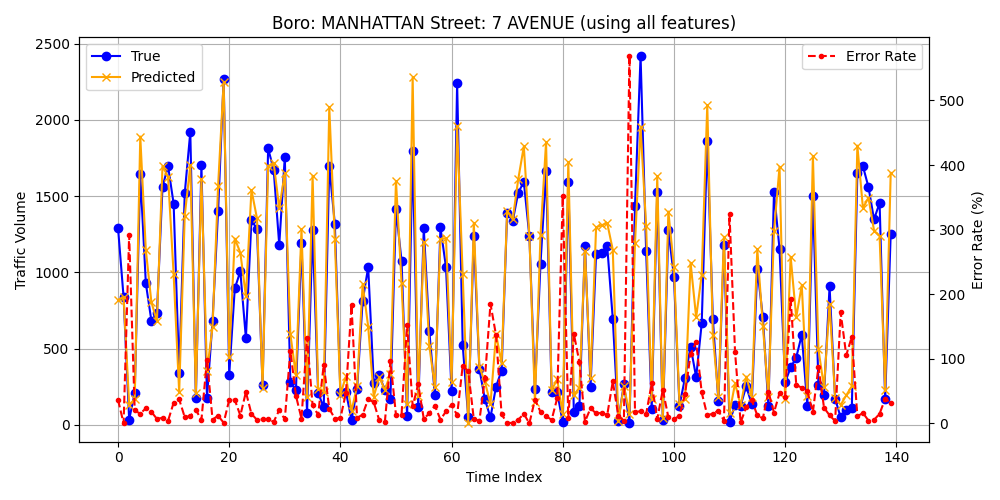 Boro: MANHATTAN Street: 7 AVENUE (using all features)
True
Predicted
Error Rate
2500
2000
1500
1000
500
0
Traffic Volume
500
400
300
200
100
0
Error Rate (%)
0 20 40 60 80 100 120 140
Time Index